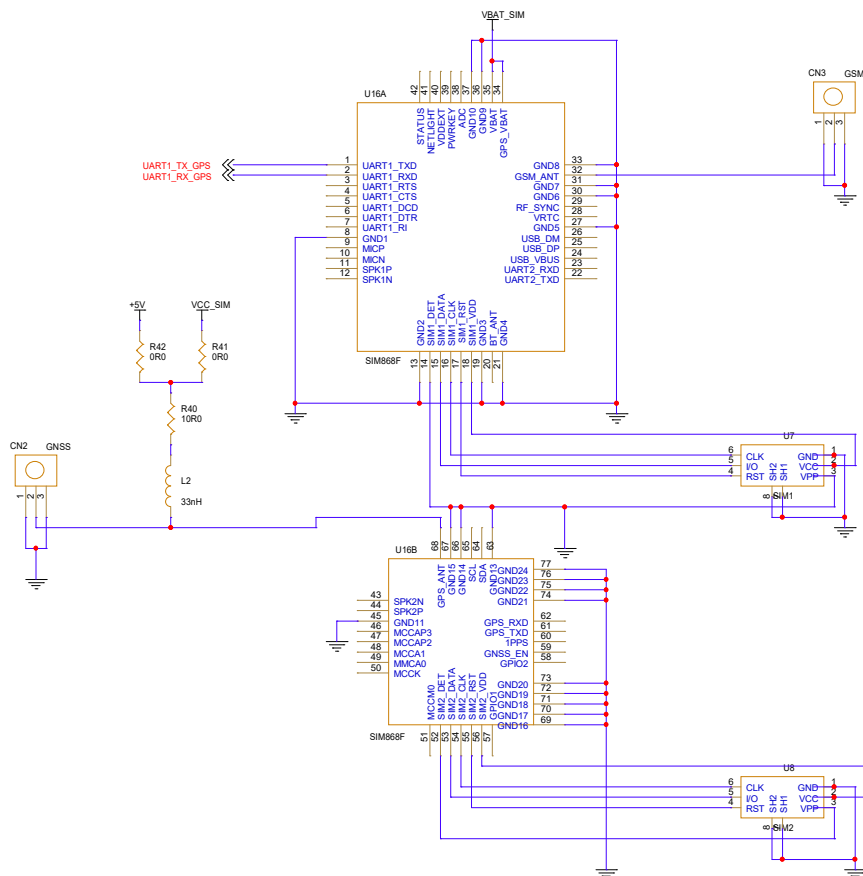 VBAT_SIM
CN3 GSM
U16A
42 41 40 39 38 37 36 35 34
STATUS
NETLIGHT
VDDEXT
PWRKEY
ADC
GND10
GND9
VBAT
GPS_VBAT
1 2 3
UART1_TX_GPS
UART1_RX_GPS
1 UART1_TXD
2 UART1_RXD
3 UART1_RTS
4 UART1_CTS
5 UART1_DCD
6 UART1_DTR
7 UART1_RI
8 GND1
9 MICP
10 MICN
11 SPK1P
12 SPK1N
GND8 33
GSM_ANT 32
GND7 31
GND6 30
RF_SYNC 29
VRTC 28
GND5 27
USB_DM 26
USB_DP 25
USB_VBUS 24
UART2_RXD 23
UART2_TXD 22
GND2
SIM1_DET
SIM1_DATA
SIM1_CLK
SIM1_RST
SIM1_VDD
GND3
BT_ANT
GND4
SIM868F
13 14 15 16 17 18 19 20 21
+5V
VCC_SIM
R42
0R0
R41
0R0
R40
10R0
L2
33nH
CN2 GNSS
1 2 3
U7
6 CLK
5 I/O
4 RST
GND 1
VCC 2
VPP 3
SH2
SH1
8 7
SIM1
U16B
68 67 66 65 64 63
GPS_ANT
GND15
GND14
SCL
SDA
GND13
43 SPK2N
44 SPK2P
45 GND11
46 MCCAP3
47 MCCAP2
48 MCCA1
49 MMCA0
50 MCCK
GND24 77
GND23 76
GND22 75
GND21 74
GPS_RXD 62
GPS_TXD 61
1PPS 60
GNSS_EN 59
GPIO2 58
GND20 73
GND19 72
GND18 71
GND17 70
GND16 69
MCCM0
SIM2_DET
SIM2_DATA
SIM2_CLK
SIM2_RST
SIM2_VDD
GPIO1
SIM868F
51 52 53 54 55 56 57
U8
6 CLK
5 I/O
4 RST
GND 1
VCC 2
VPP 3
SH2
SH1
8 7
SIM2